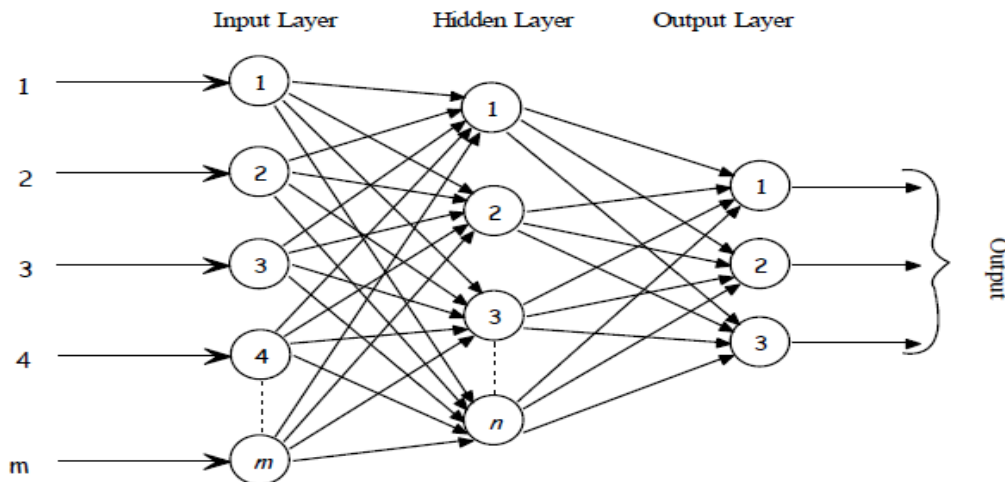 Input Layer Hidden Layer Output Layer
1 1 1
2 2 1
3 3 2 2
4 4 3 3
m m n
Output